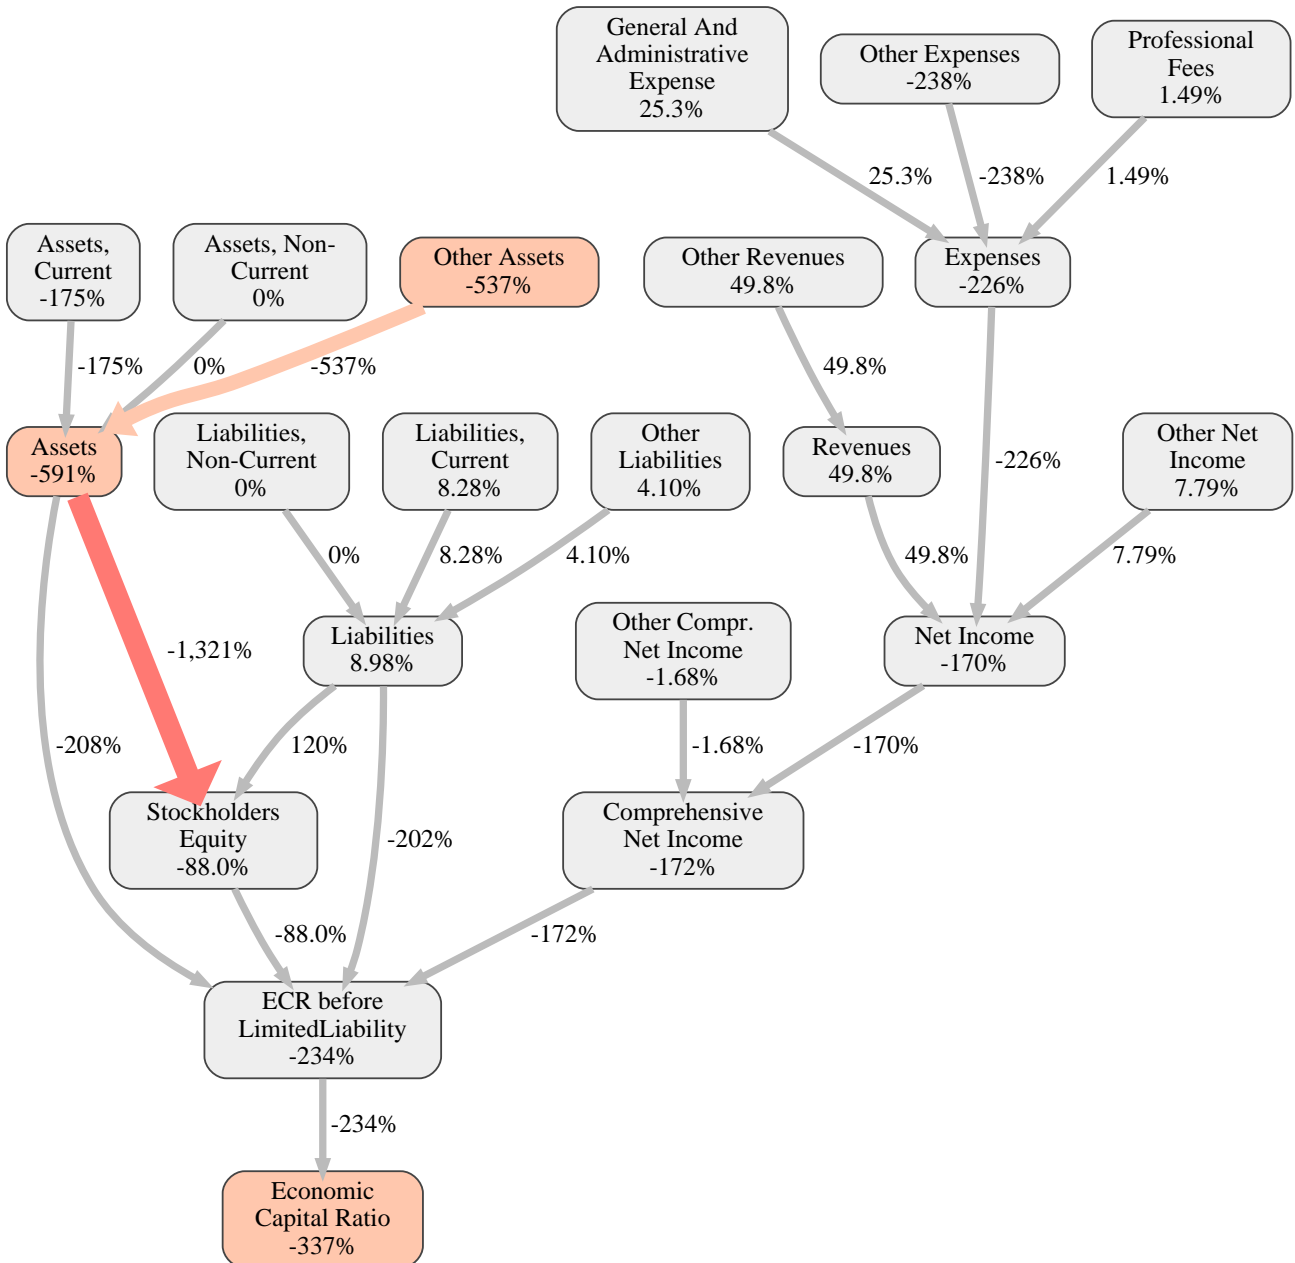 General And
Administrative
Expense
25.3%
Other Expenses
-238%
Professional
Fees
1.49%
25.3%
-238%
1.49%
Assets,
Current
-175%
Assets, Non-
Current
0%
Other Assets
-537%
Other Revenues
49.8%
Expenses
-226%
-175%
0%
-537%
49.8%
Assets
-591%
Liabilities,
Non-Current
0%
Liabilities,
Current
8.28%
Other
Liabilities
4.10%
Revenues
49.8%
-226%
Other Net
Income
7.79%
0%
8.28%
4.10%
49.8%
7.79%
-1,321%
Liabilities
8.98%
Other Compr.
Net Income
-1.68%
Net Income
-170%
-208%
120%
-1.68%
-170%
Stockholders
Equity
-88.0%
-202%
Comprehensive
Net Income
-172%
-88.0%
-172%
ECR before
LimitedLiability
-234%
-234%
Economic
Capital Ratio
-337%